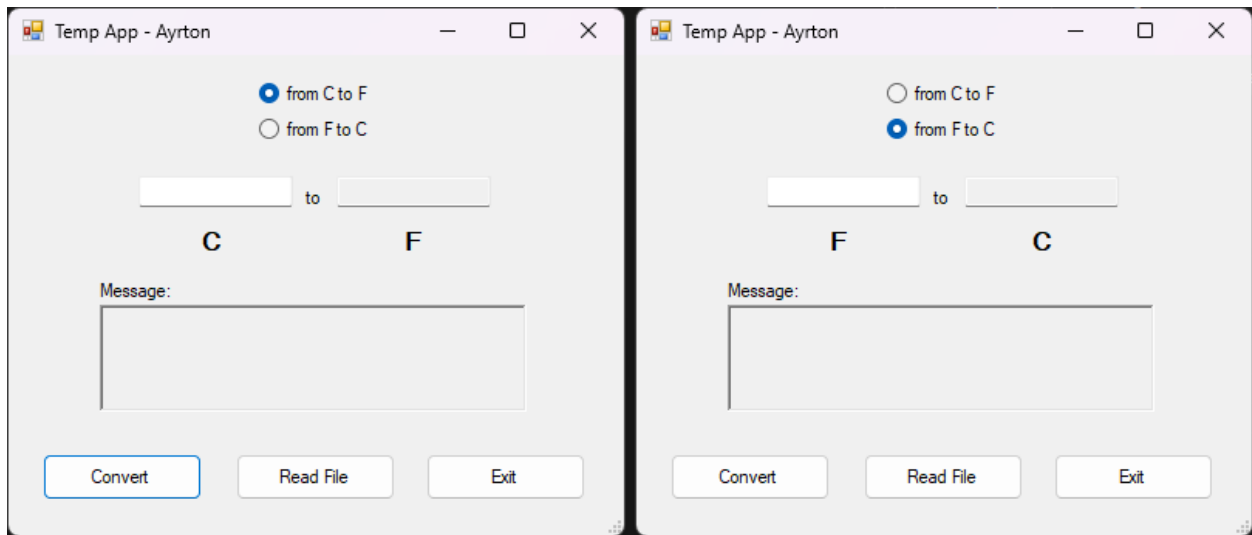 Temp App - Ayrton
from C to F
from F to C
to
C F
Message:
Convert Read File Exit
Temp App - Ayrton
from C to F
from F to C
to
F C
Message:
Convert Read File Exit